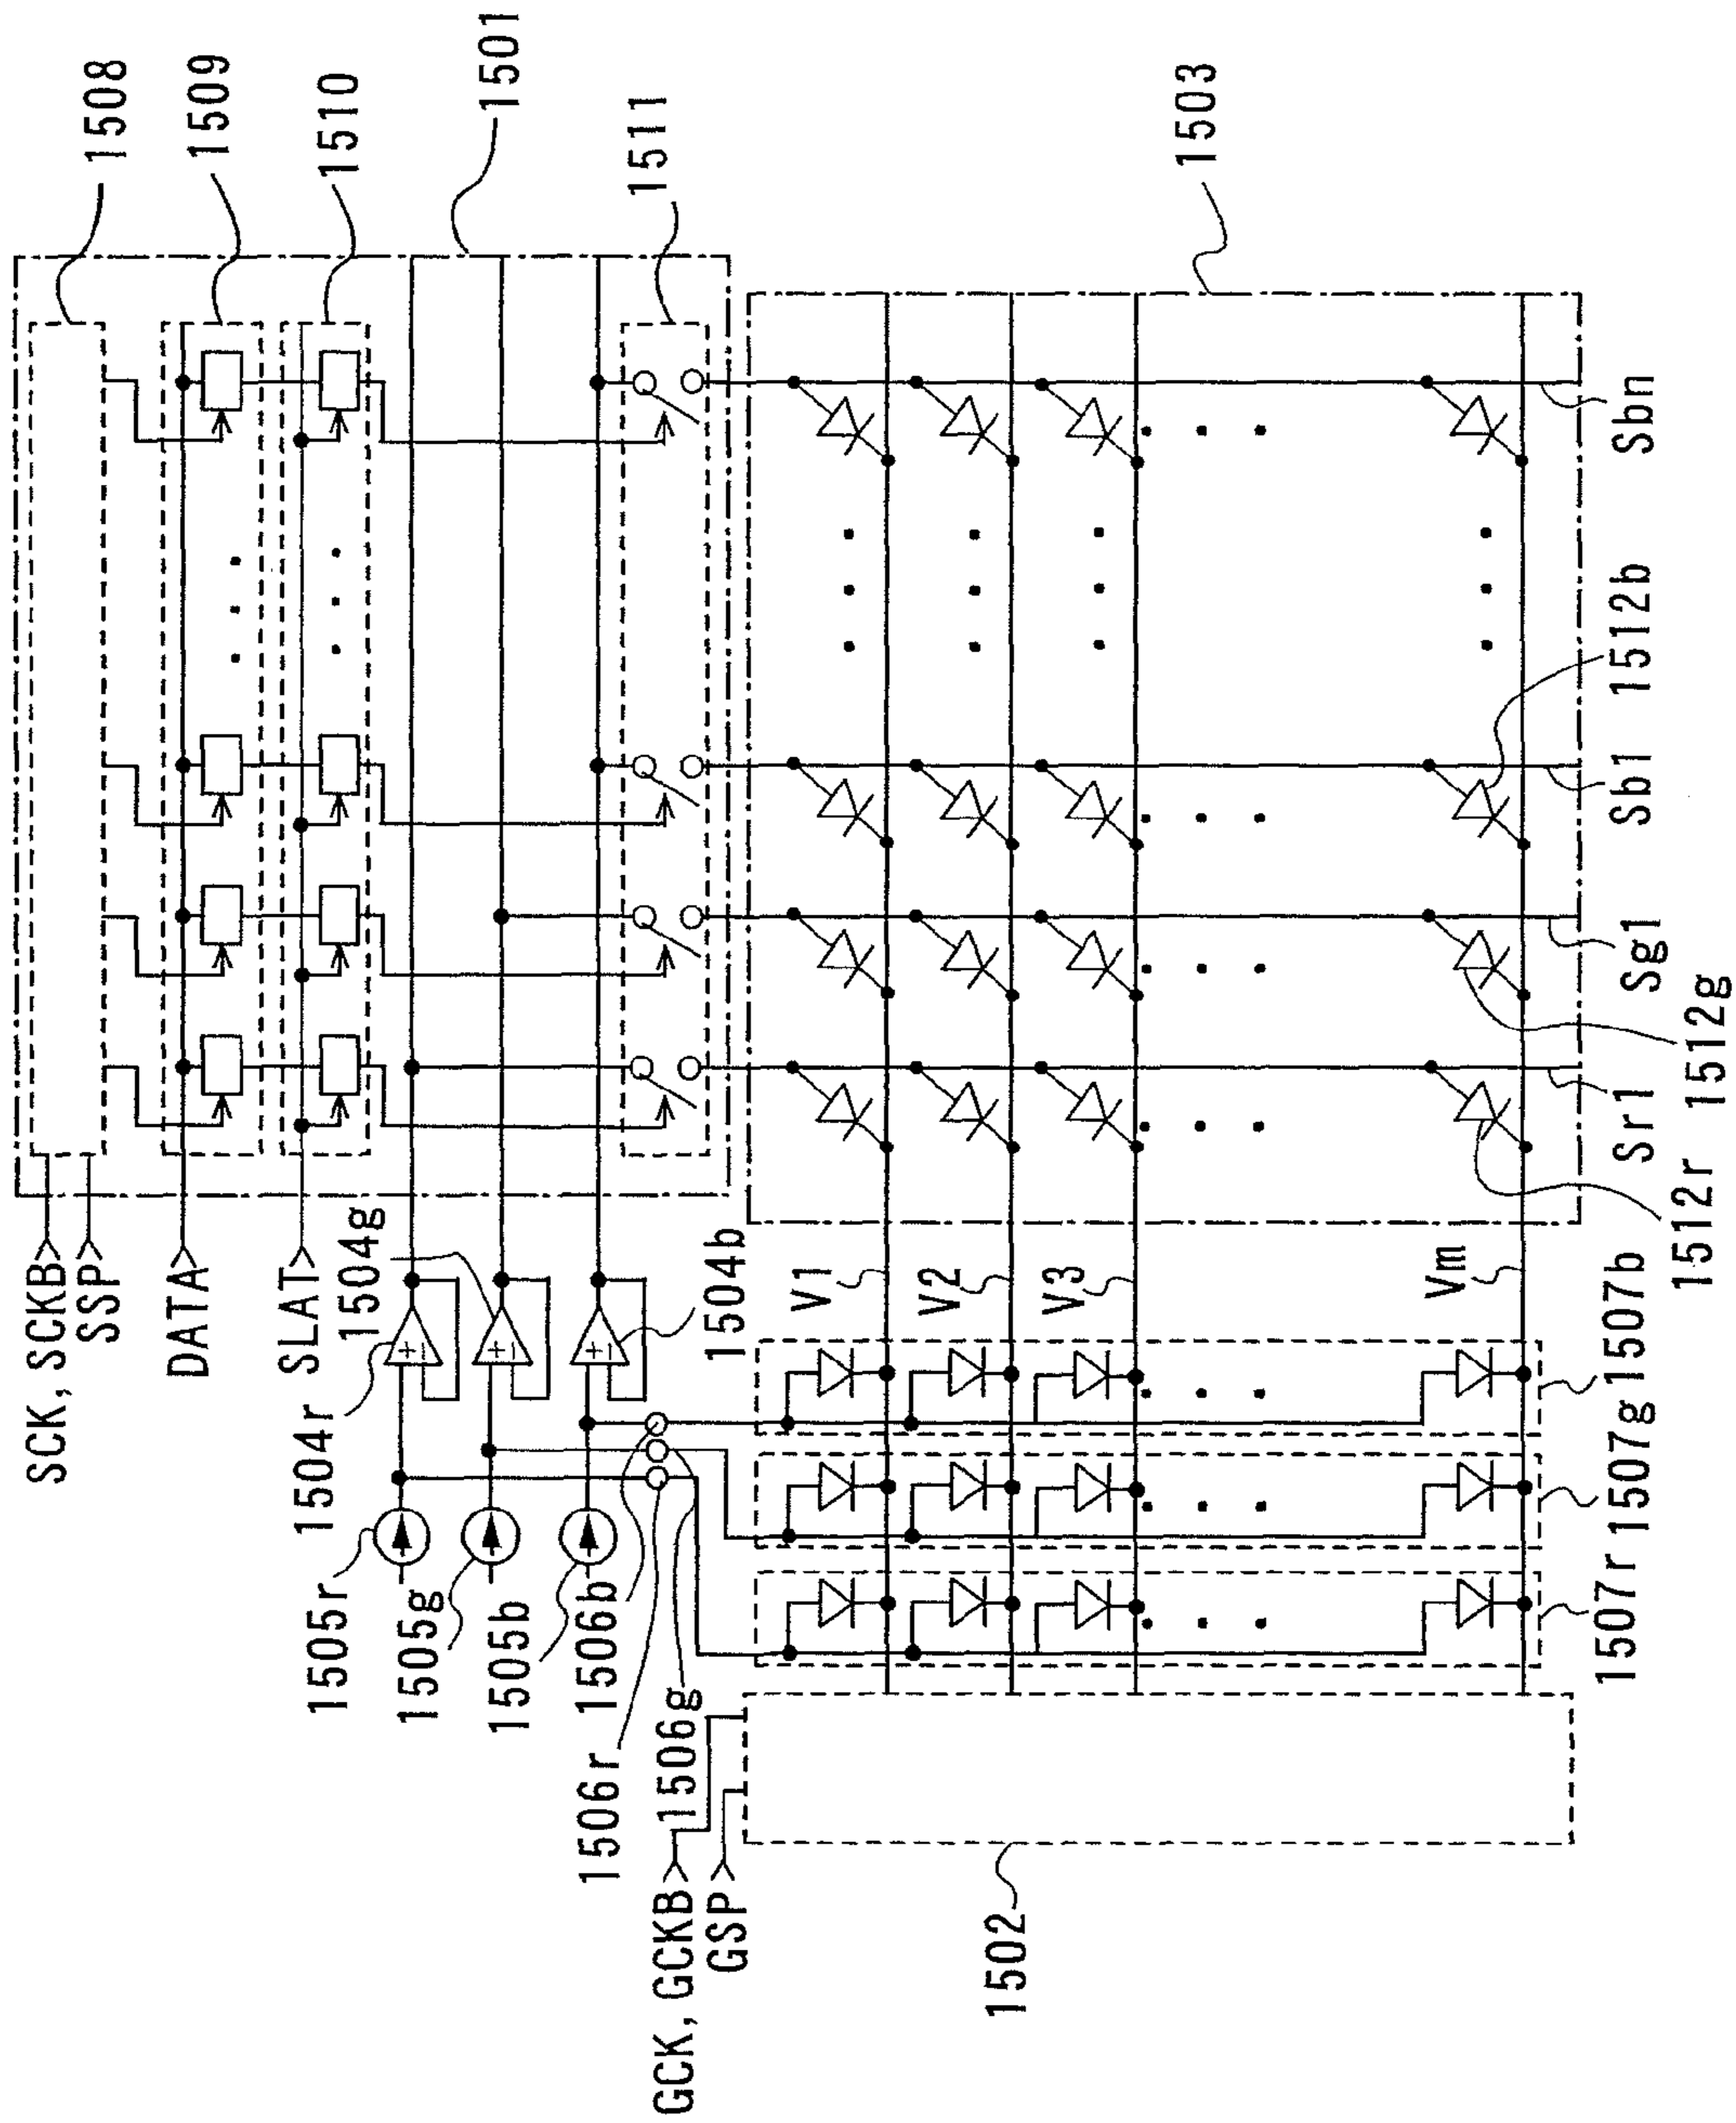 SCK, SCKB
SSP
DATA
SLAT
1508
1509
1510
1501
1511
1503
1504r
1504g
1504b
1505r
1505g
1505b
1506b
1506r
1506g
GCK, GCKB
GSP
1502
V1
V2
V3
Vm
1507b
1507g
1507r
1512r
Sr1
1512g
Sg1
Sb1
1512b
Sbn